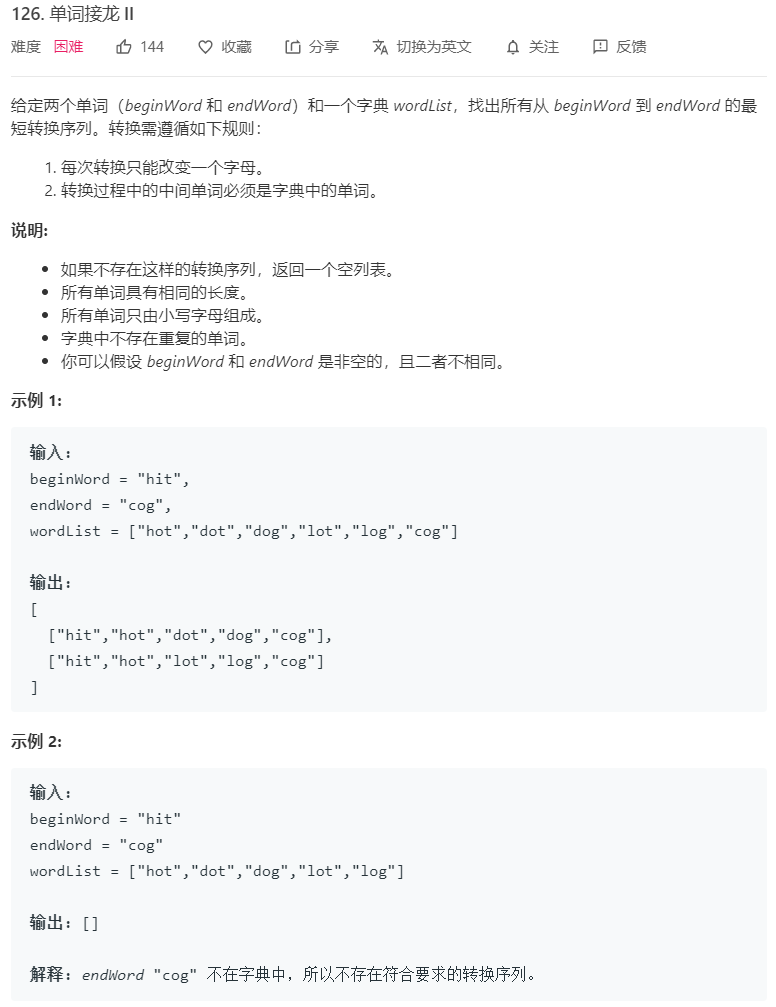 126. 单词接龙 II
难度 困难 144 收藏 分享 切换为英文 关注 反馈
给定两个单词（beginWord 和 endWord）和一个字典 wordList，找出所有从 beginWord 到 endWord 的最
短转换序列。转换需遵循如下规则：
1. 每次转换只能改变一个字母。
2. 转换过程中的中间单词必须是字典中的单词。
说明:
• 如果不存在这样的转换序列，返回一个空列表。
• 所有单词具有相同的长度。
• 所有单词只由小写字母组成。
• 字典中不存在重复的单词。
• 你可以假设 beginWord 和 endWord 是非空的，且二者不相同。
示例 1:
输入:
beginWord = "hit",
endWord = "cog",
wordList = ["hot","dot","dog","lot","log","cog"]
输出:
[
["hit","hot","dot","dog","cog"],
["hit","hot","lot","log","cog"]
]
示例 2:
输入:
beginWord = "hit"
endWord = "cog"
wordList = ["hot","dot","dog","lot","log"]
输出: []
解释: endWord "cog" 不在字典中，所以不存在符合要求的转换序列。